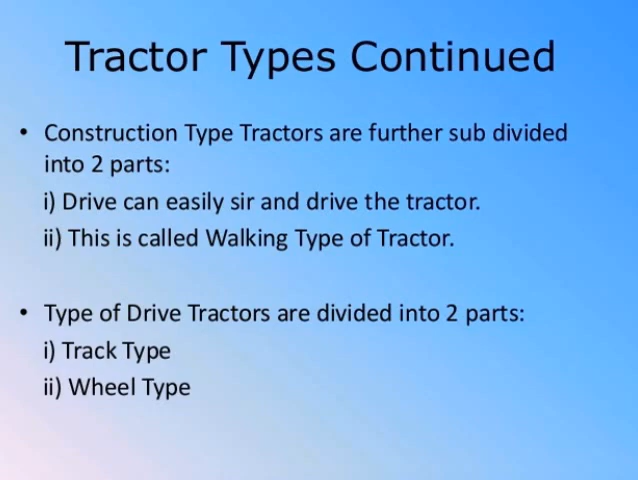 Tractor Types Continued
• Construction Type Tractors are further sub divided
into 2 parts:
i) Drive can easily sir and drive the tractor.
ii) This is called Walking Type of Tractor.
• Type of Drive Tractors are divided into 2 parts:
i) Track Type
ii) Wheel Type